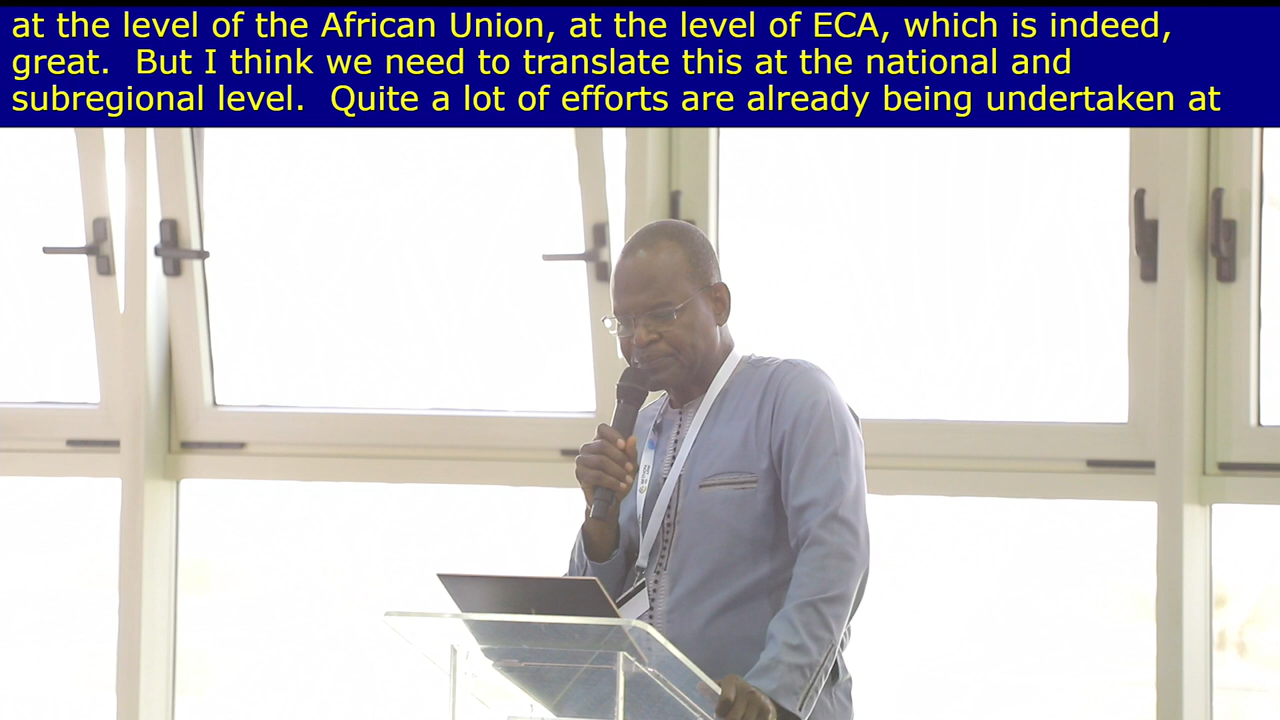 at the level of the African Union, at the level of ECA, which is indeed,
great.  But I think we need to translate this at the national and
subregional level.  Quite a lot of efforts are already being undertaken at